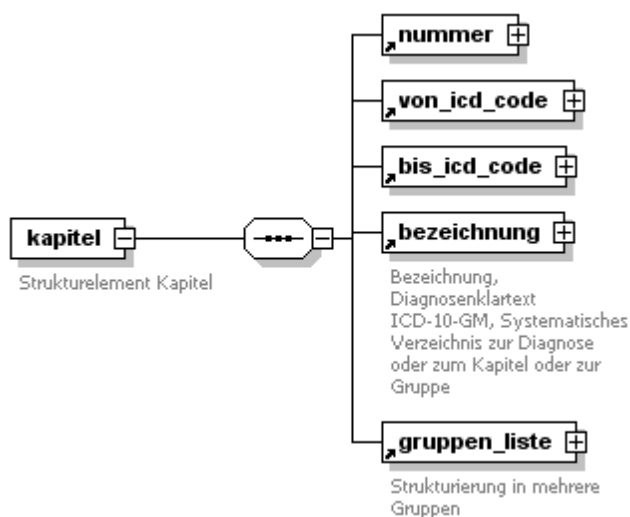 nummer
von_icd_code
bis_icd_code
kapitel
Strukturelement Kapitel
bezeichnung
Bezeichnung,
Diagnosenklartext
ICD-10-GM, Systematisches
Verzeichnis zur Diagnose
oder zum Kapitel oder zur
Gruppe
gruppen_liste
Strukturierung in mehrere
Gruppen